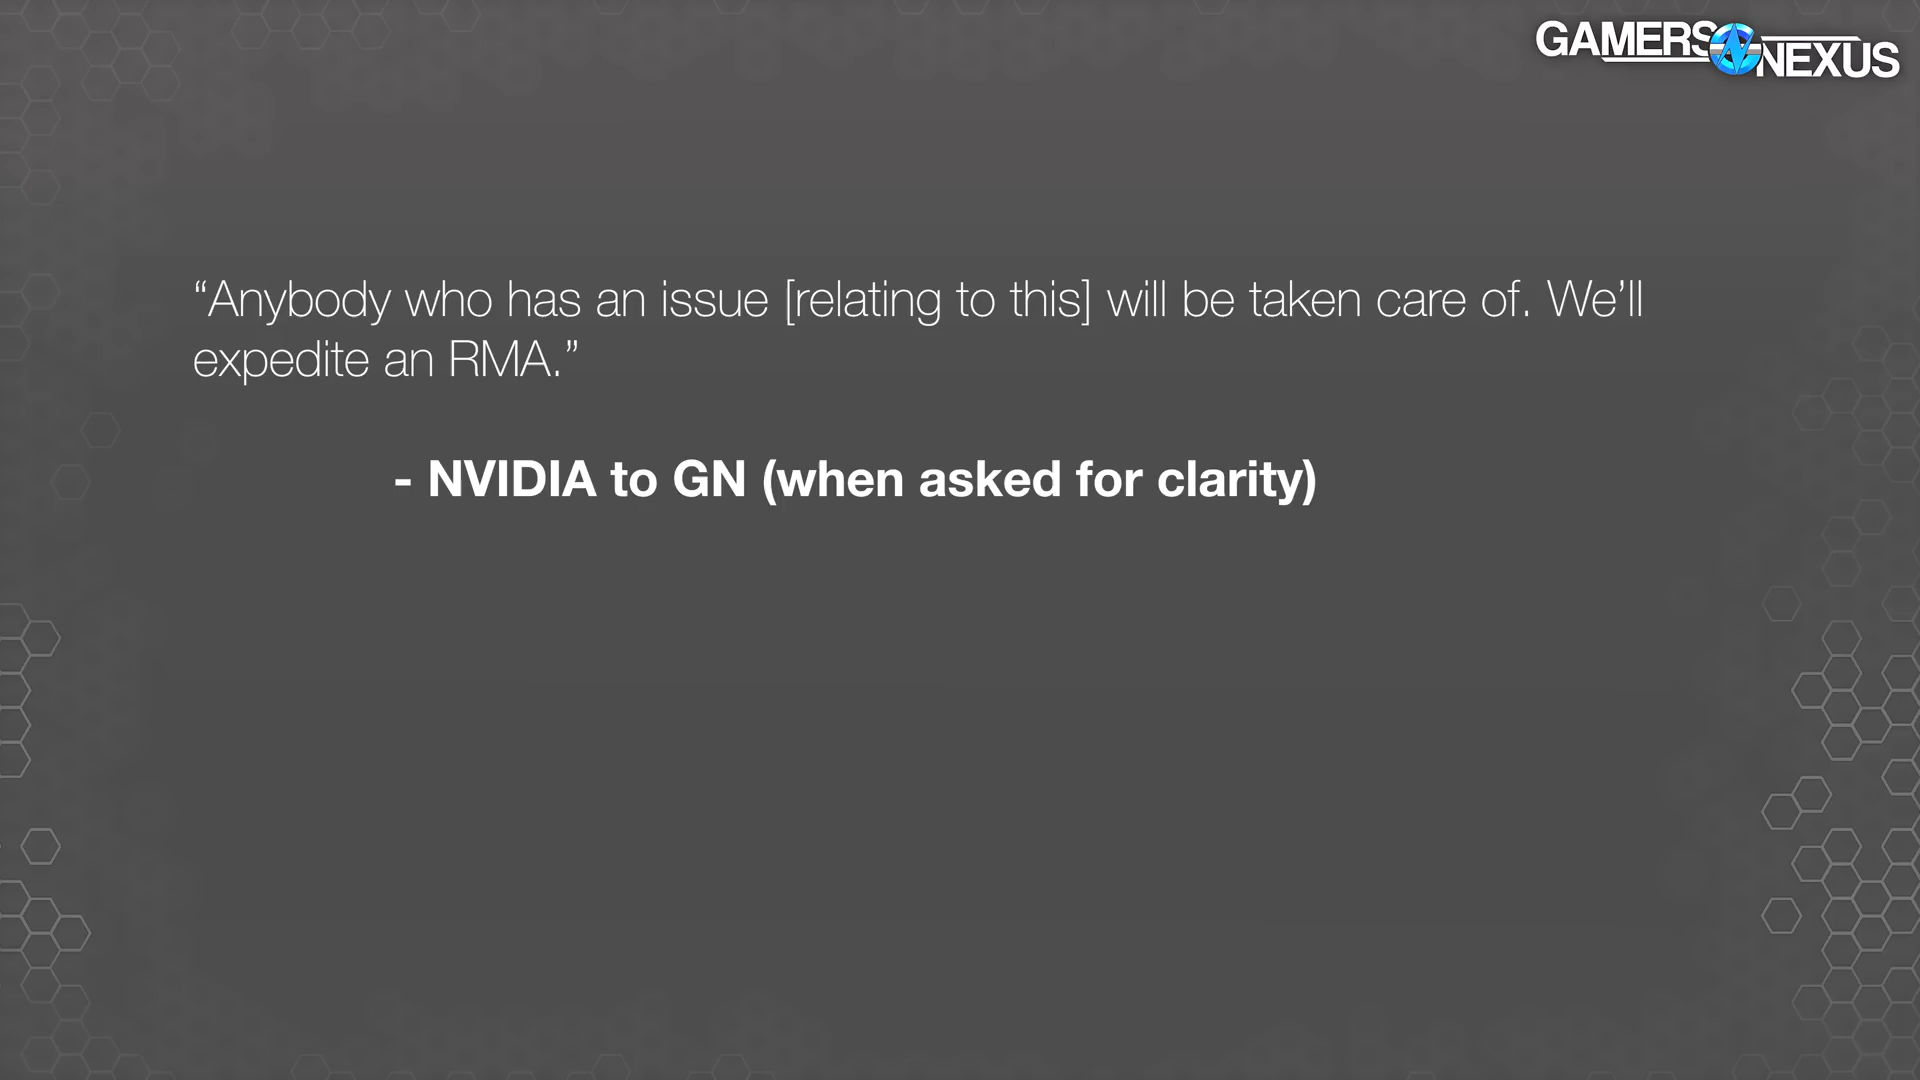 GAMERS NEXUS
“Anybody who has an issue [relating to this] will be taken care of. We’ll
expedite an RMA.”
- NVIDIA to GN (when asked for clarity)